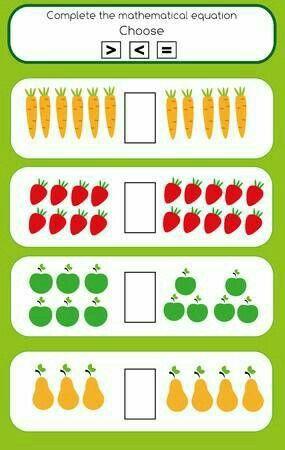 Complete the mathematical equation
Choose
> < =